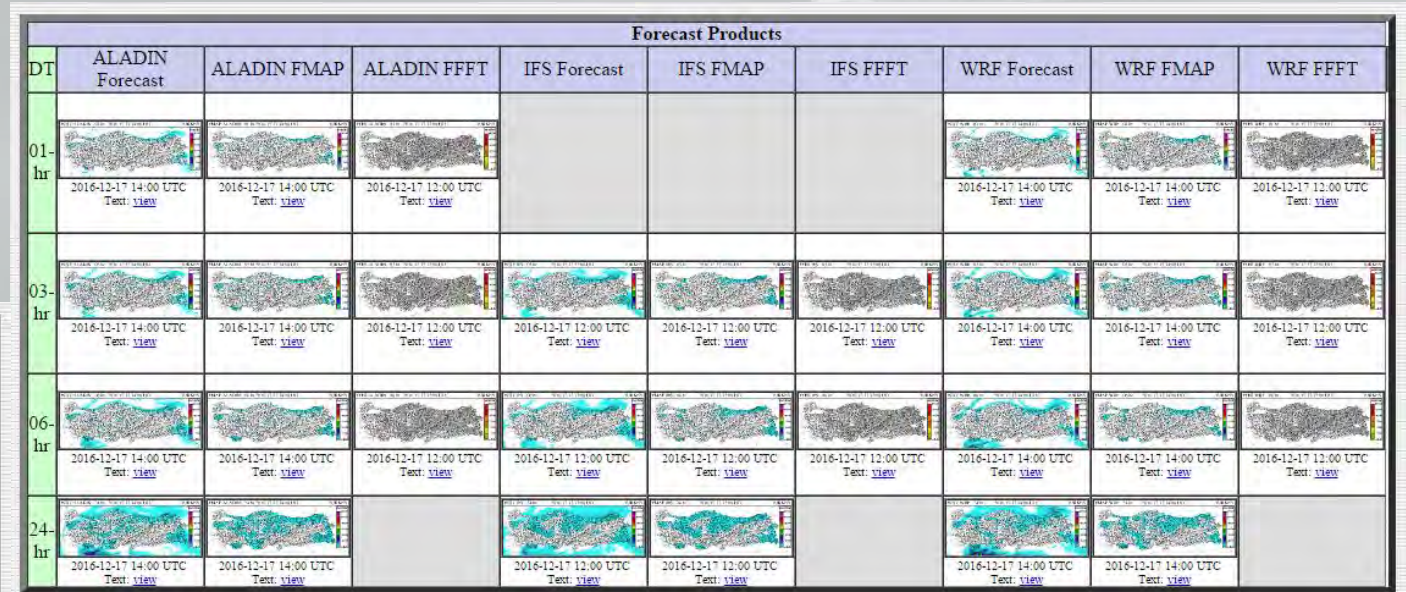 Forecast Products
DT
ALADIN
Forecast
ALADIN FMAP
ALADIN FFFT
IFS Forecast
IFS FMAP
IFS FFFT
WRF Forecast
WRF FMAP
WRF FFFT
01-
hr
2016-12-17 14:00 UTC
Text: view
2016-12-17 14:00 UTC
Text: view
2016-12-17 12:00 UTC
Text: view
2016-12-17 14:00 UTC
Text: view
2016-12-17 14:00 UTC
Text: view
2016-12-17 12:00 UTC
Text: view
03-
hr
2016-12-17 14:00 UTC
Text: view
2016-12-17 14:00 UTC
Text: view
2016-12-17 12:00 UTC
Text: view
2016-12-17 12:00 UTC
Text: view
2016-12-17 12:00 UTC
Text: view
2016-12-17 12:00 UTC
Text: view
2016-12-17 14:00 UTC
Text: view
2016-12-17 14:00 UTC
Text: view
2016-12-17 12:00 UTC
Text: view
06-
hr
2016-12-17 14:00 UTC
Text: view
2016-12-17 14:00 UTC
Text: view
2016-12-17 12:00 UTC
Text: view
2016-12-17 12:00 UTC
Text: view
2016-12-17 12:00 UTC
Text: view
2016-12-17 12:00 UTC
Text: view
2016-12-17 14:00 UTC
Text: view
2016-12-17 14:00 UTC
Text: view
2016-12-17 12:00 UTC
Text: view
24-
hr
2016-12-17 14:00 UTC
Text: view
2016-12-17 14:00 UTC
Text: view
2016-12-17 12:00 UTC
Text: view
2016-12-17 12:00 UTC
Text: view
2016-12-17 14:00 UTC
Text: view
2016-12-17 14:00 UTC
Text: view